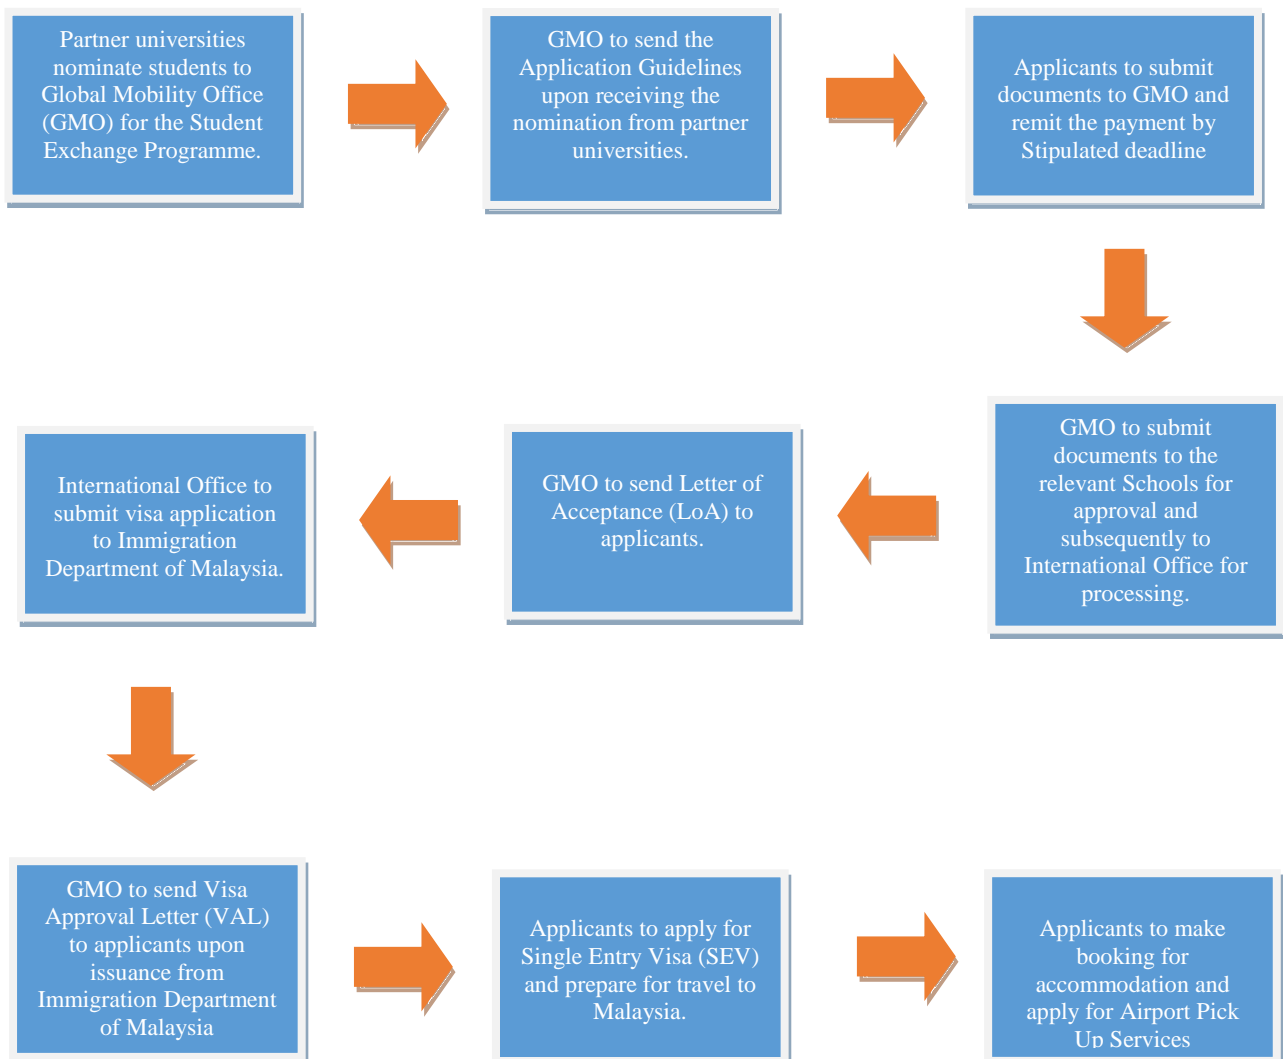 Partner universities
nominate students to
Global Mobility Office
(GMO) for the Student
Exchange Programme.
GMO to send the
Application Guidelines
upon receiving the
nomination from partner
universities.
Applicants to submit
documents to GMO and
remit the payment by
Stipulated deadline
GMO to submit
documents to the
relevant Schools for
approval and
subsequently to
International Office for
processing.
GMO to send Letter of
Acceptance (LoA) to
applicants.
International Office to
submit visa application
to Immigration
Department of Malaysia.
GMO to send Visa
Approval Letter (VAL)
to applicants upon
issuance from
Immigration Department
of Malaysia
Applicants to apply for
Single Entry Visa (SEV)
and prepare for travel to
Malaysia.
Applicants to make
booking for
accommodation and
apply for Airport Pick
Up Services